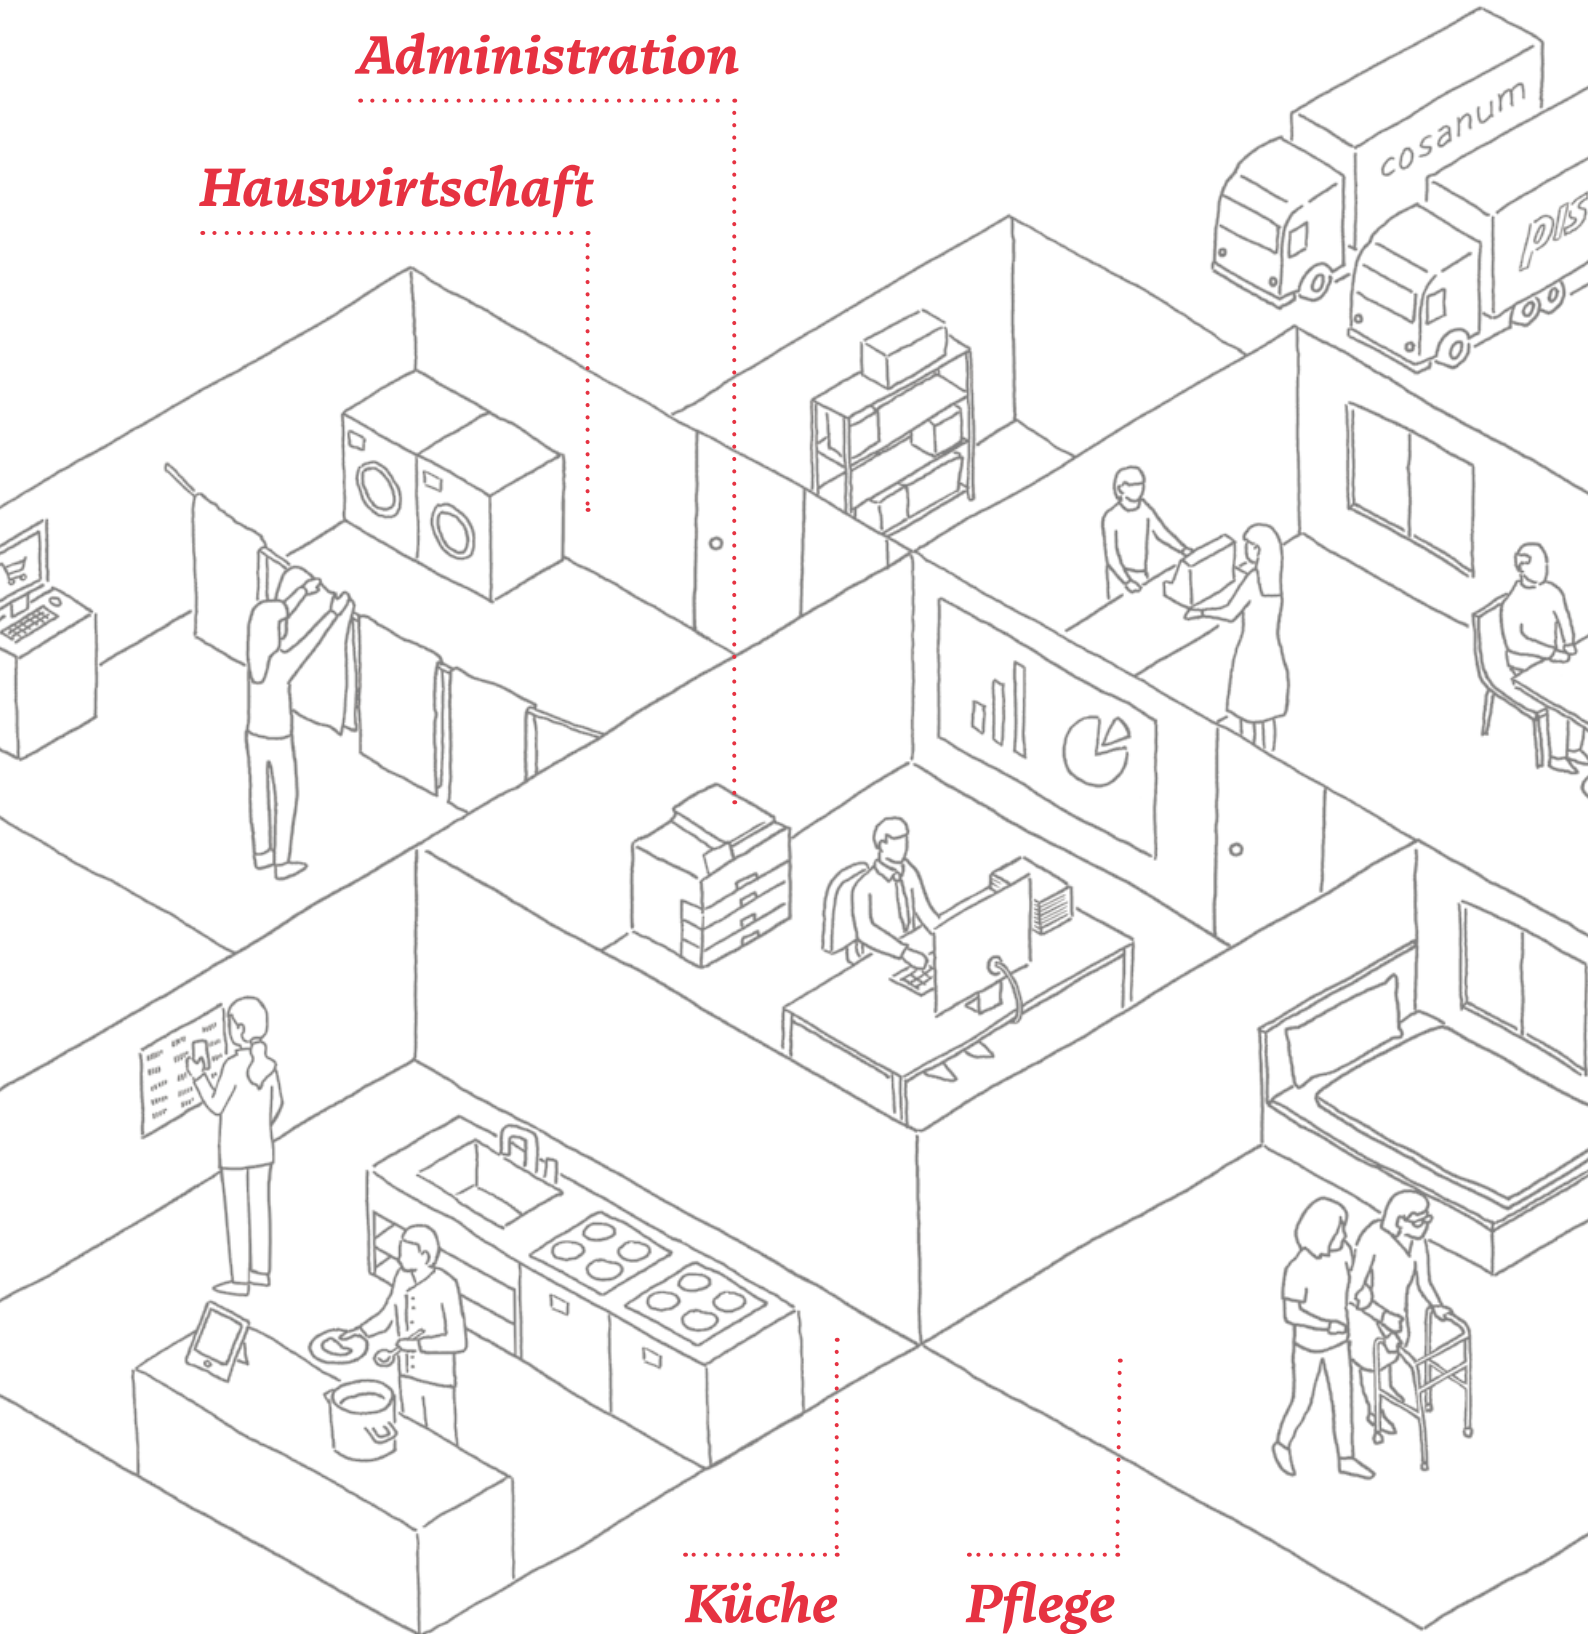 Administration
Hauswirtschaft
cosanum
Küche
Pflege